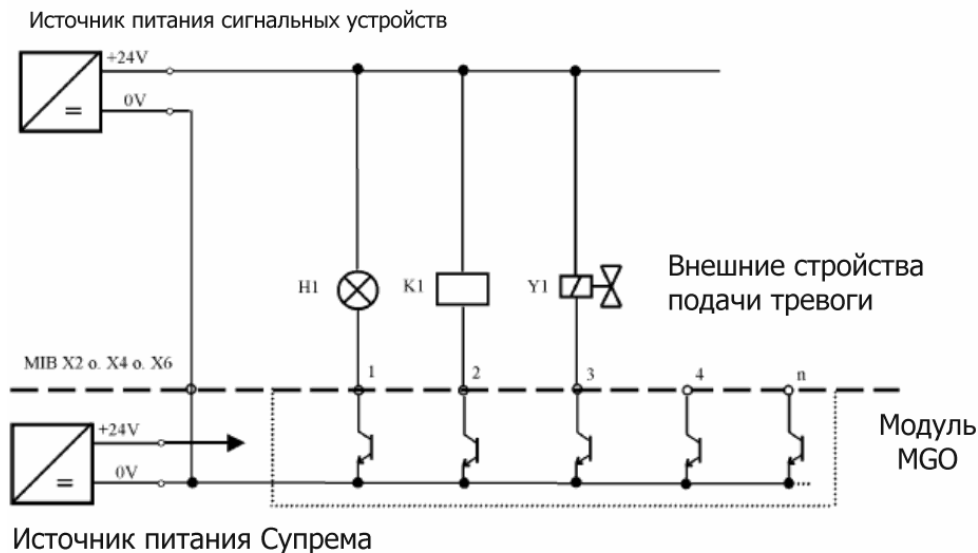 Источник питания сигнальных устройств
+24V
0V
H1
K1
Y1
Внешние стройства
подачи тревоги
MIB X2 o. X4 o. X6
1
2
3
4
n
+24V
0V
Модуль
MGO
Источник питания Супрема